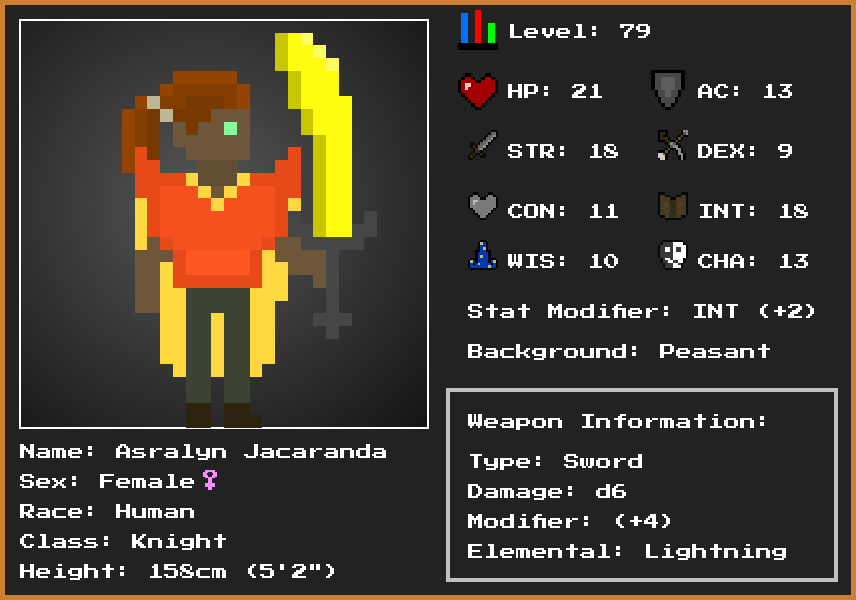 Level: 79
HP: 21
AC: 13
STR: 18
DEX: 9
CON: 11
INT: 18
WIS: 10
CHA: 13
Stat Modifier: INT (+2)
Background: Peasant
Weapon Information:
Type: Sword
Damage: d6
Modifier: (+4)
Elemental: Lightning
Name: Asralyn Jacaranda
Sex: Female♀
Race: Human
Class: Knight
Height: 158cm (5'2")